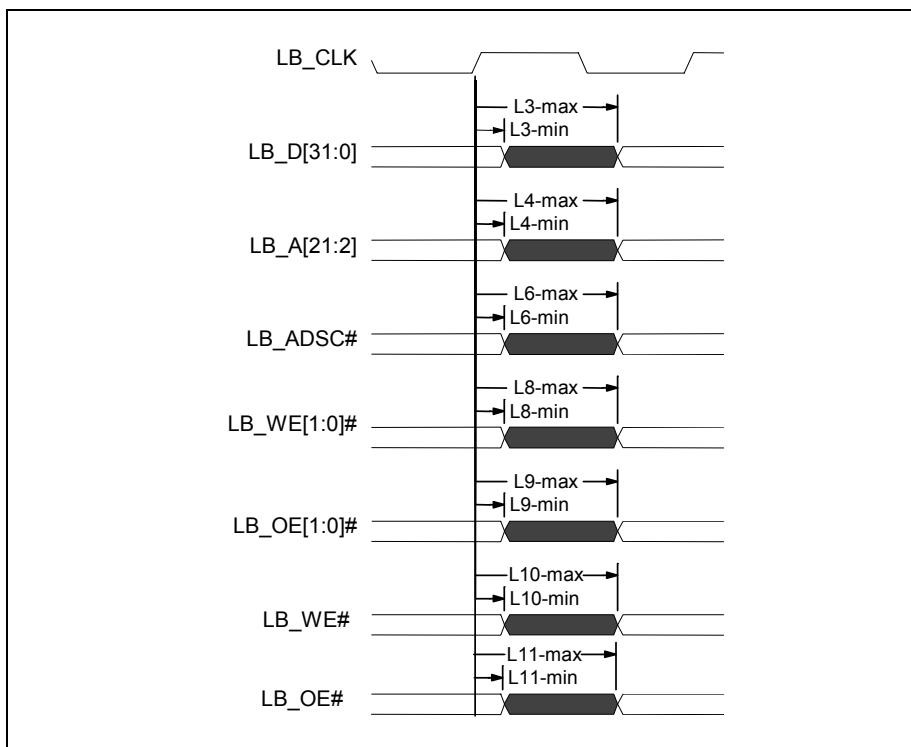 LB_CLK
L3-max
L3-min
LB_D[31:0]
L4-max
L4-min
LB_A[21:2]
L6-max
L6-min
LB_ADSC#
L8-max
L8-min
LB_WE[1:0]#
L9-max
L9-min
LB_OE[1:0]#
L10-max
L10-min
LB_WE#
L11-max
L11-min
LB_OE#